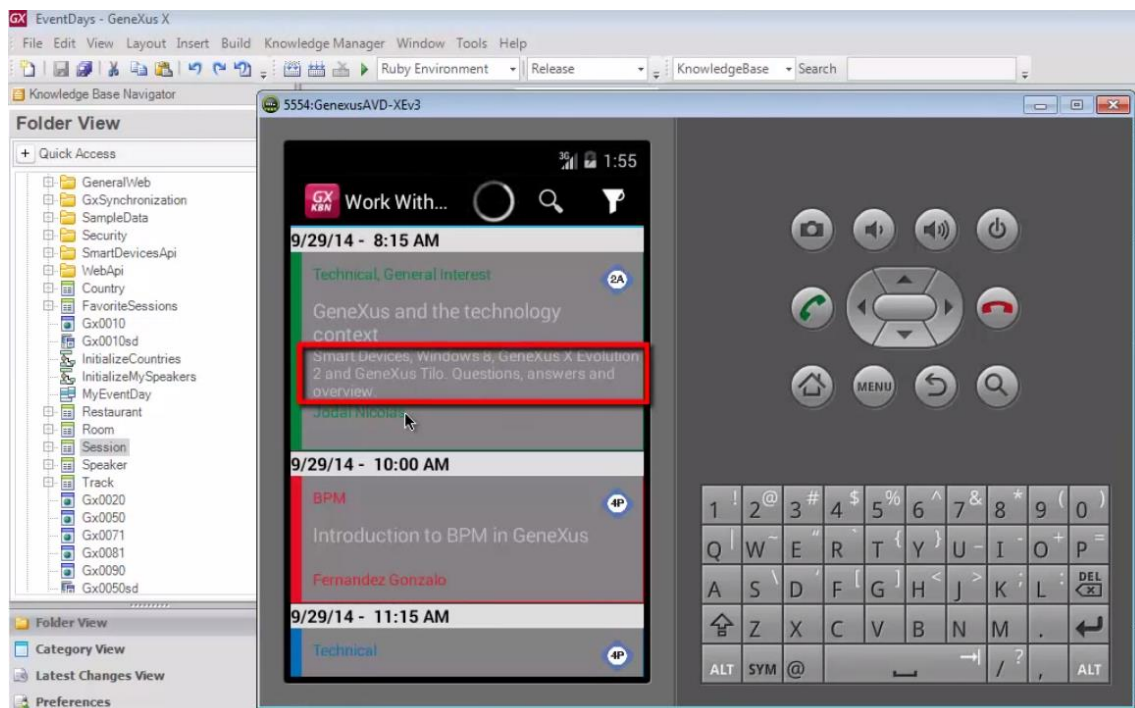 GX EventDays - GeneXus X
File Edit View Layout Insert Build Knowledge Manager Window Tools Help
Ruby Environment Release KnowledgeBase Search
Knowledge Base Navigator
Folder View
Quick Access
GeneralWeb
GxSynchronization
SampleData
Security
SmartDevicesApi
WebApi
Country
FavoriteSessions
Gx0010
Gx0010sd
InitializeCountries
InitializeMySpeakers
MyEventDay
Restaurant
Room
Session
Speaker
Track
Gx0020
Gx0050
Gx0071
Gx0081
Gx0090
Gx0050sd
Folder View
Category View
Latest Changes View
Preferences
5554:GenexusAVD-XEv3
3G 1:55
GX KBN Work With...
9/29/14 - 8:15 AM
Technical, General Interest 2A
GeneXus and the technology
context
Smart Devices, Windows 8, GeneXus X Evolution
2 and GeneXus Tilo. Questions, answers and
overview.
Jodal Nicolas
9/29/14 - 10:00 AM
BPM 4P
Introduction to BPM in GeneXus
Fernandez Gonzalo
9/29/14 - 11:15 AM
Technical 4P
MENU
1 ! 2 @ 3 # 4 $ 5 % 6 ^ 7 & 8 * 9 ( 0 )
Q | W ~ E " R ` T { Y } U - I - O + P =
A S \ D ' F [ G ] H < J > K ; L : DEL
Z X C V B N M .
ALT SYM @ / ? , ALT